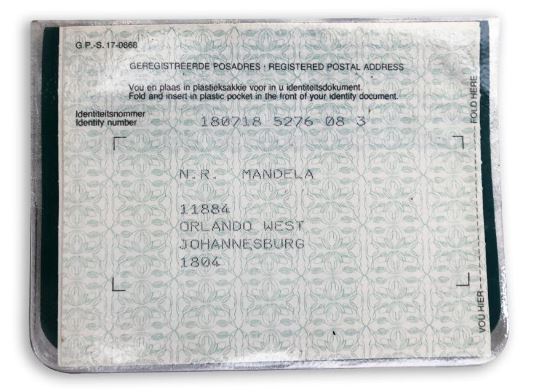 G.P.-S. 17-0868
GEREGISTREERDE POSADRES · REGISTERED POSTAL ADDRESS
Vou en plaas in plastieksakkie voor in u identiteitsdokument.
Fold and insert in plastic pocket in the front of your identity document.
Identiteitsnommer
Identity number
180718 5276 08 3
N.R. MANDELA
11884
ORLANDO WEST
JOHANNESBURG
1804
FOLD HERE
VOU HIER